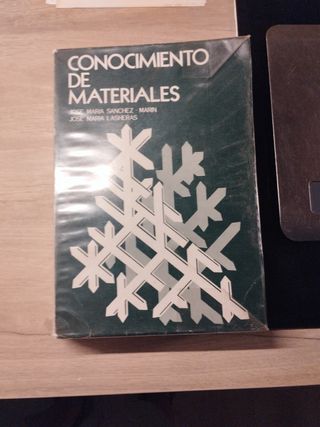 CONOCIMIENTO
DE
MATERIALES
JOSE MARIA SANCHEZ - MARIN
JOSE MARIA LASHERAS